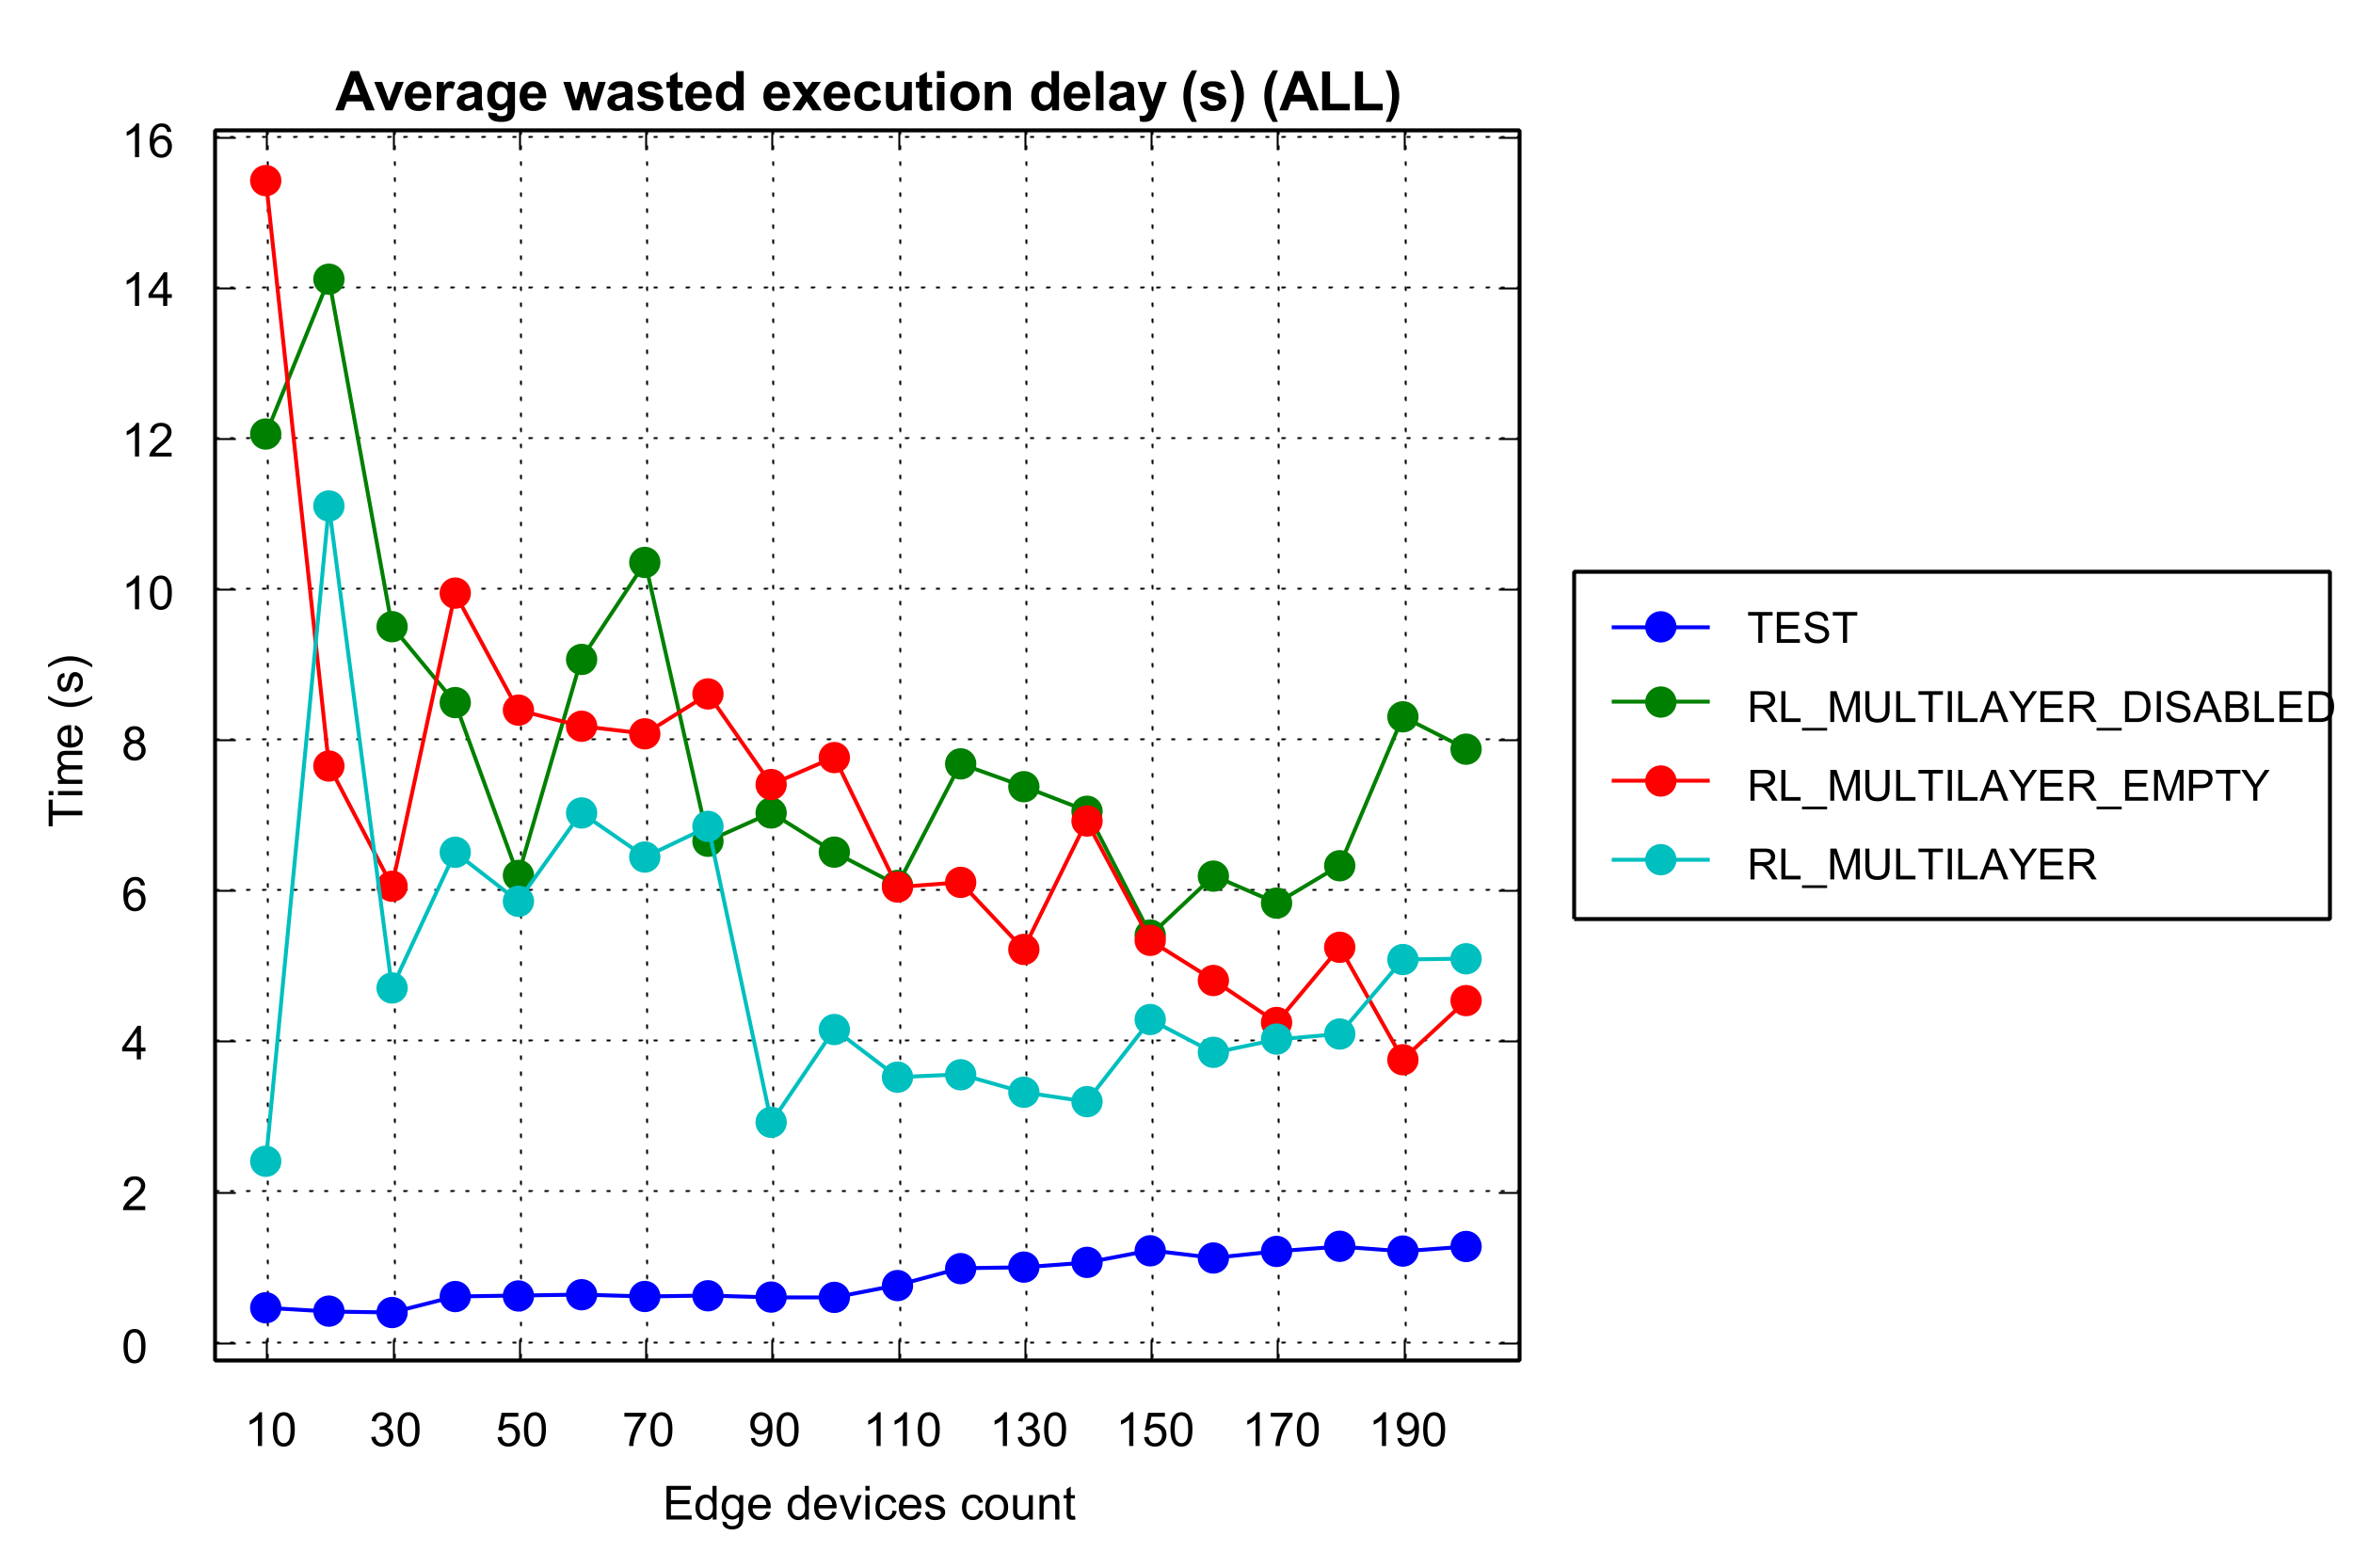 Average wasted execution delay (s) (ALL)
16
14
12
10
8
6
4
2
0
Time (s)
10 30 50 70 90 110 130 150 170 190
Edge devices count
TEST
RL_MULTILAYER_DISABLED
RL_MULTILAYER_EMPTY
RL_MULTILAYER